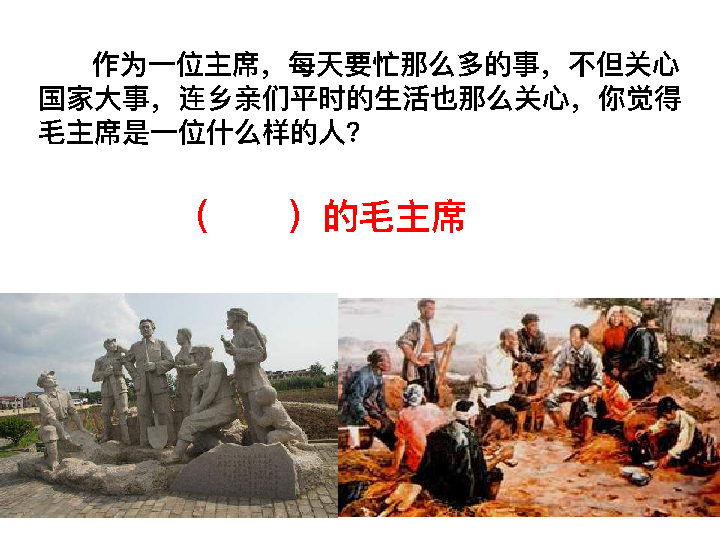 作为一位主席，每天要忙那么多的事，不但关心
国家大事，连乡亲们平时的生活也那么关心，你觉得
毛主席是一位什么样的人？
（ ）的毛主席